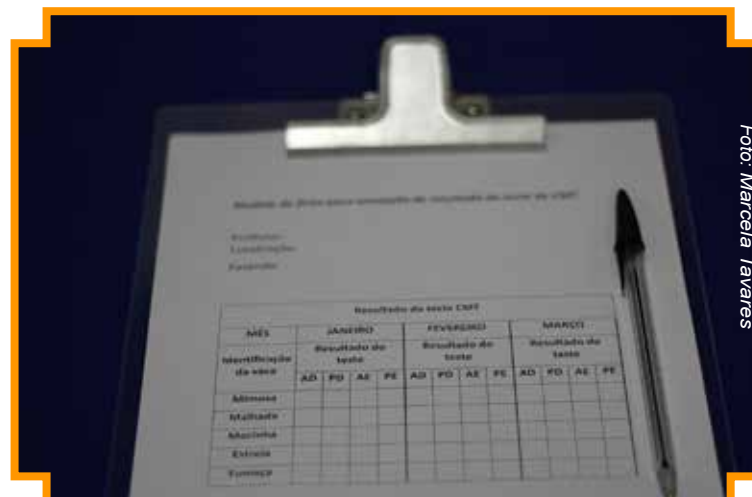 Modelo de ficha para anotação de resultado do teste de CMT
Produtor:
Localização:
Fazenda:
Resultado do teste CMT
MÊS JANEIRO FEVEREIRO MARÇO
Identificação da vaca Resultado do teste Resultado do teste Resultado do teste
AD PD AE PE AD PD AE PE AD PD AE PE
Mimosa
Malhada
Mocinha
Estrela
Fumaça
Foto: Marcela Tavares